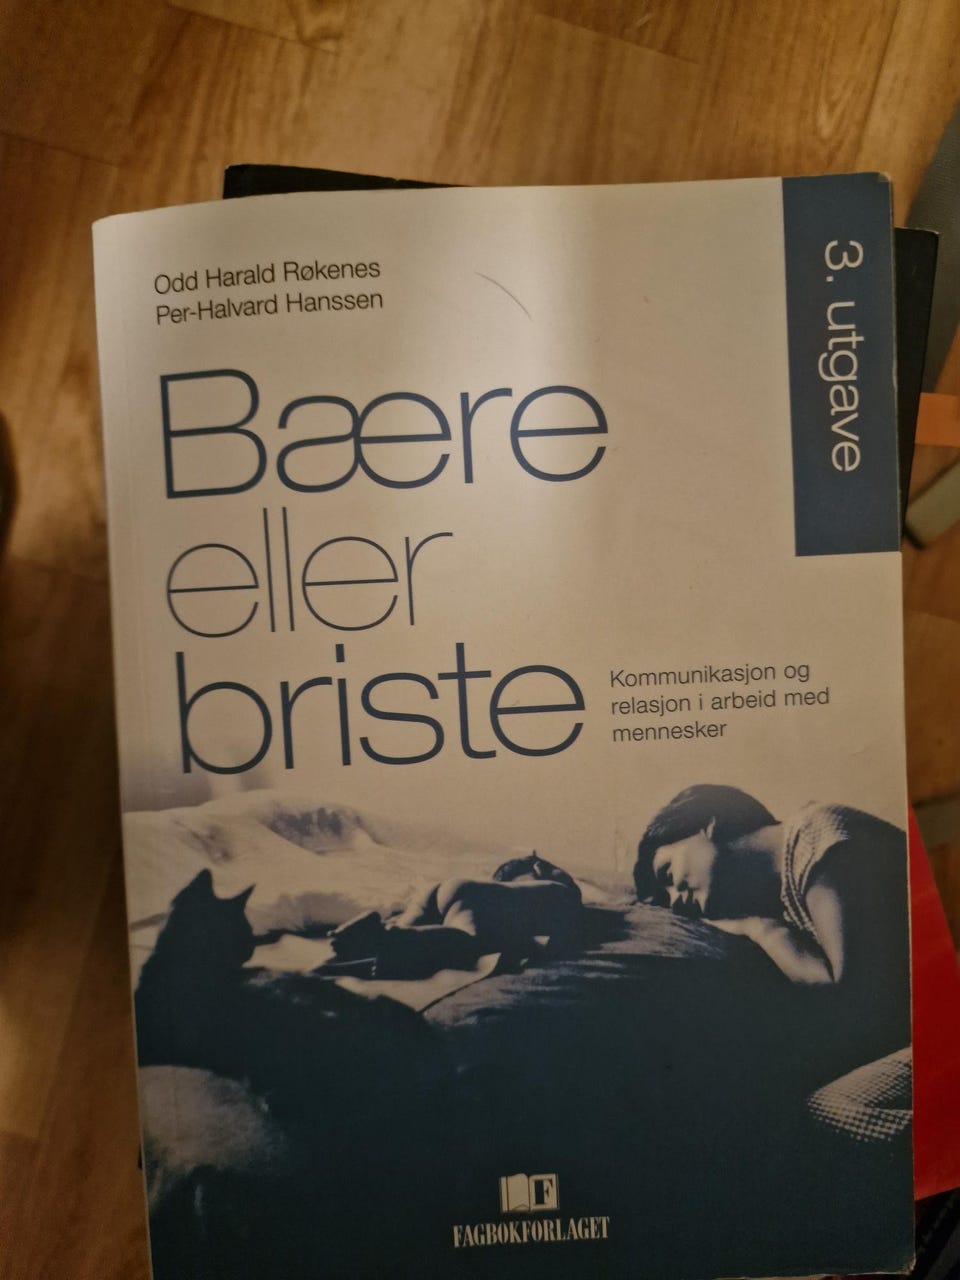 Odd Harald Røkenes
Per-Halvard Hanssen
3. utgave
Bære
eller
briste
Kommunikasjon og
relasjon i arbeid med
mennesker
F
FAGBOKFORLAGET